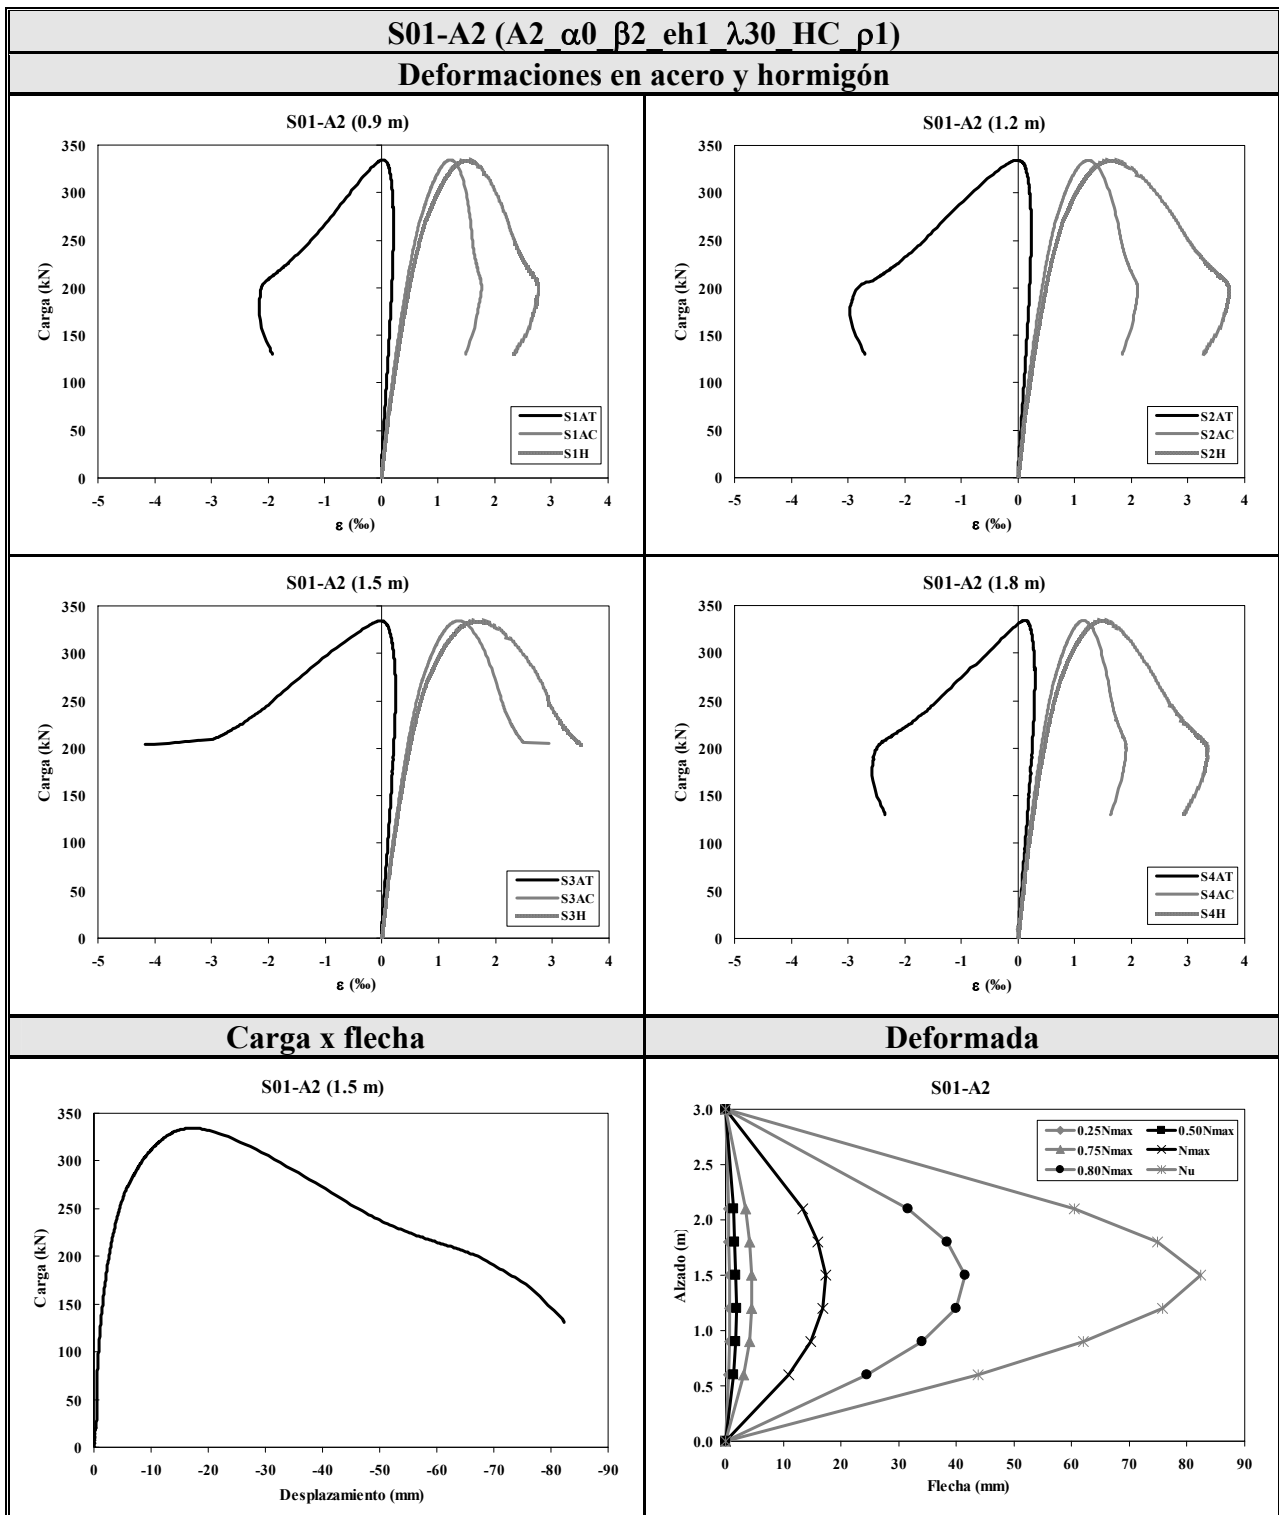 S01-A2 (A2_α0_β2_eh1_λ30_HC_ρ1)
Deformaciones en acero y hormigón
S01-A2 (0.9 m)
350
300
250
200
150
100
50
0
Carga (kN)
-5 -4 -3 -2 -1 0 1 2 3 4
ε (‰)
S1AT
S1AC
S1H
S01-A2 (1.2 m)
350
300
250
200
150
100
50
0
Carga (kN)
-5 -4 -3 -2 -1 0 1 2 3 4
ε (‰)
S2AT
S2AC
S2H
S01-A2 (1.5 m)
350
300
250
200
150
100
50
0
Carga (kN)
-5 -4 -3 -2 -1 0 1 2 3 4
ε (‰)
S3AT
S3AC
S3H
S01-A2 (1.8 m)
350
300
250
200
150
100
50
0
Carga (kN)
-5 -4 -3 -2 -1 0 1 2 3 4
ε (‰)
S4AT
S4AC
S4H
Carga x flecha
Deformada
S01-A2 (1.5 m)
350
300
250
200
150
100
50
0
Carga (kN)
0 -10 -20 -30 -40 -50 -60 -70 -80 -90
Desplazamiento (mm)
S01-A2
3.0
2.5
2.0
1.5
1.0
0.5
0.0
Alzado (m)
0 10 20 30 40 50 60 70 80 90
Flecha (mm)
0.25Nmax 0.50Nmax
0.75Nmax Nmax
0.80Nmax Nu